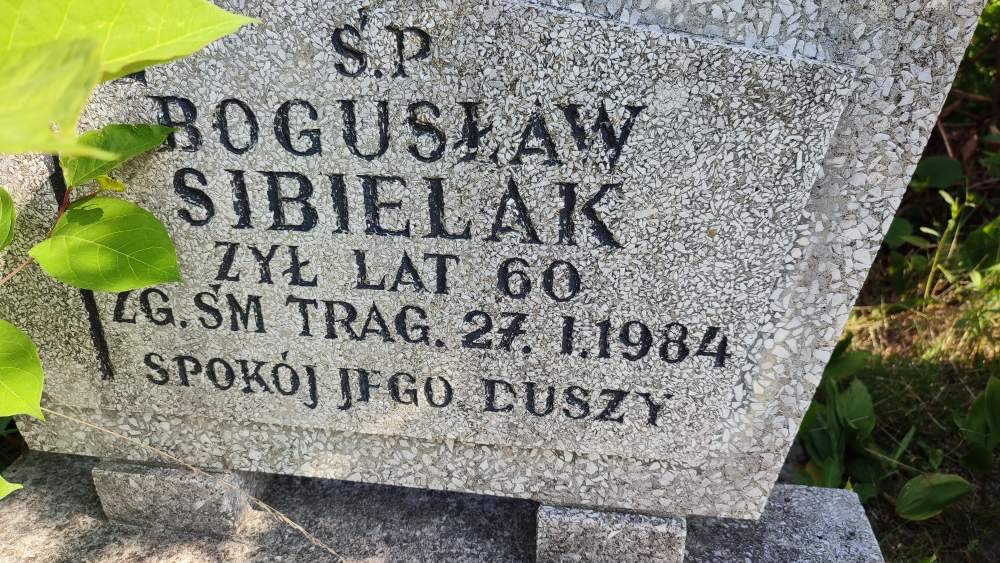 Ś.P
BOGUSŁAW
SIBIELAK
ŻYŁ LAT 60
ZG. ŚM TRAG. 27. I. 1984
SPOKÓJ JEGO DUSZY